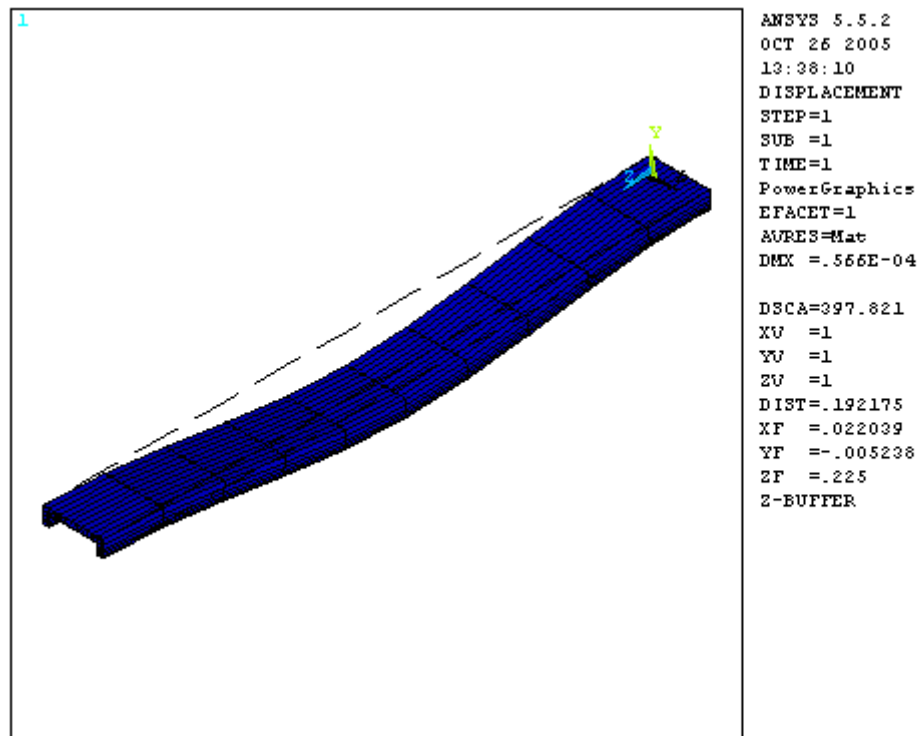 1
ANSYS 5.5.2
OCT 26 2005
13:38:10
DISPLACEMENT
STEP=1
SUB =1
TIME=1
PowerGraphics
EFACET=1
AVRES=Mat
DMX =.566E-04
DSCA=397.821
XV =1
YV =1
ZV =1
DIST=.192175
XF =.022039
YF =-.005238
ZF =.225
Z-BUFFER
Y
Z